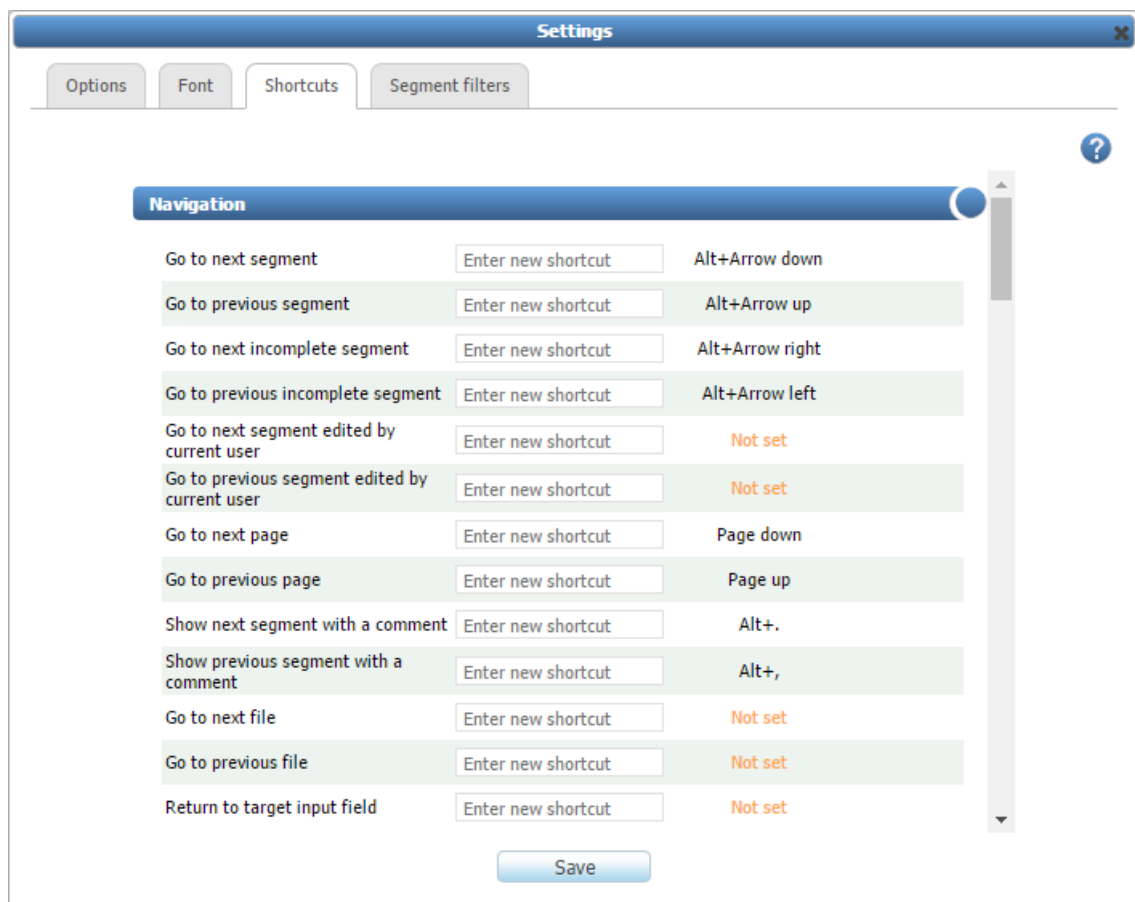 Settings
Options Font Shortcuts Segment filters
?
Navigation
Go to next segment Enter new shortcut Alt+Arrow down
Go to previous segment Enter new shortcut Alt+Arrow up
Go to next incomplete segment Enter new shortcut Alt+Arrow right
Go to previous incomplete segment Enter new shortcut Alt+Arrow left
Go to next segment edited by
current user Enter new shortcut Not set
Go to previous segment edited by
current user Enter new shortcut Not set
Go to next page Enter new shortcut Page down
Go to previous page Enter new shortcut Page up
Show next segment with a comment Enter new shortcut Alt+.
Show previous segment with a
comment Enter new shortcut Alt+,
Go to next file Enter new shortcut Not set
Go to previous file Enter new shortcut Not set
Return to target input field Enter new shortcut Not set
Save